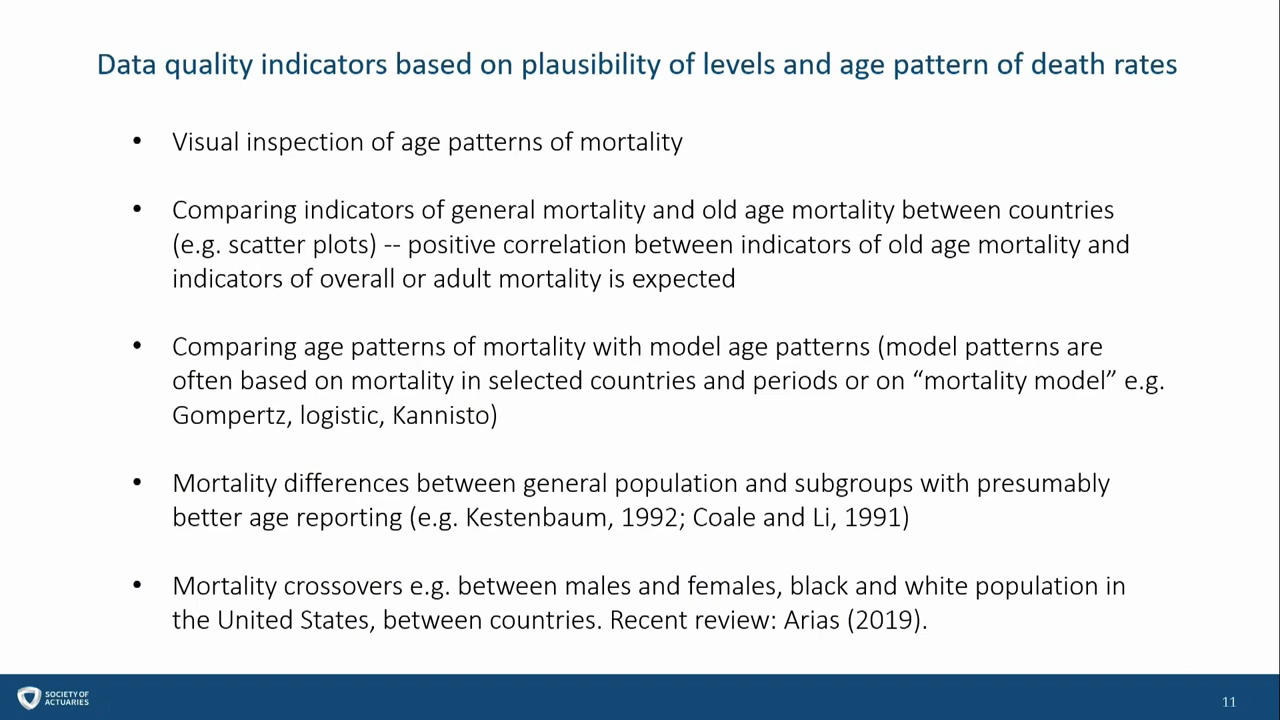 Data quality indicators based on plausibility of levels and age pattern of death rates
• Visual inspection of age patterns of mortality
• Comparing indicators of general mortality and old age mortality between countries
(e.g. scatter plots) -- positive correlation between indicators of old age mortality and
indicators of overall or adult mortality is expected
• Comparing age patterns of mortality with model age patterns (model patterns are
often based on mortality in selected countries and periods or on “mortality model” e.g.
Gompertz, logistic, Kannisto)
• Mortality differences between general population and subgroups with presumably
better age reporting (e.g. Kestenbaum, 1992; Coale and Li, 1991)
• Mortality crossovers e.g. between males and females, black and white population in
the United States, between countries. Recent review: Arias (2019).
SOCIETY OF
ACTUARIES
11